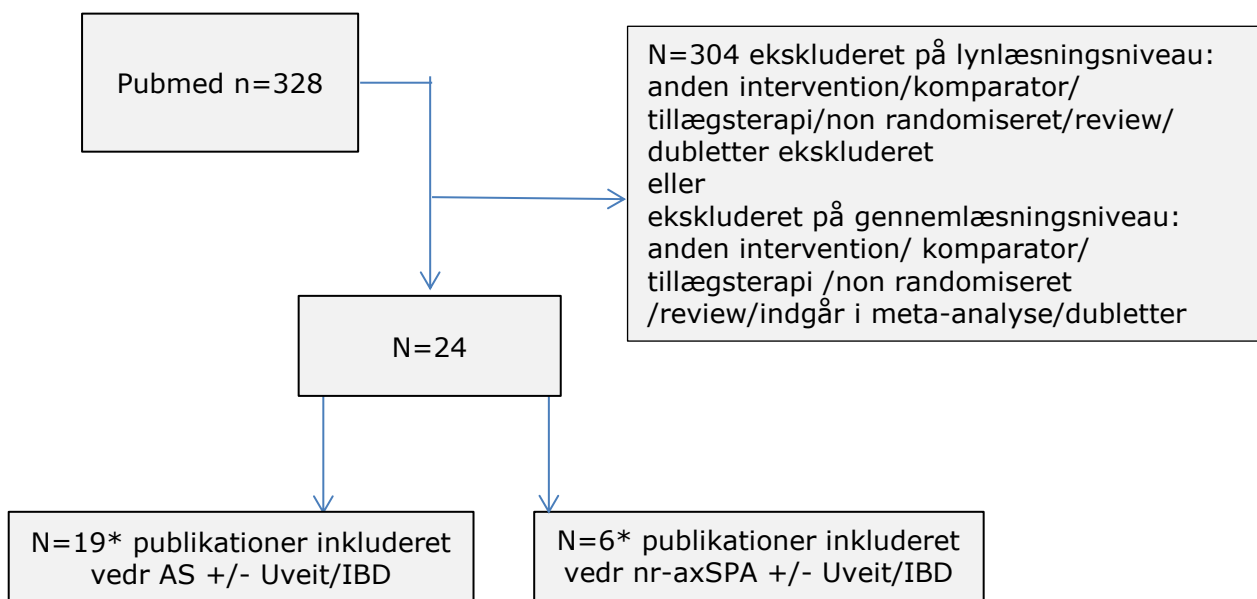 Pubmed n=328
N=304 ekskluderet på lynlæsningsniveau:
anden intervention/komparator/
tillægsterapi/non randomiseret/review/
dubletter ekskluderet
eller
ekskluderet på gennemlæsningsniveau:
anden intervention/ komparator/
tillægsterapi /non randomiseret
/review/indgår i meta-analyse/dubletter
N=24
N=19* publikationer inkluderet
vedr AS +/- Uveit/IBD
N=6* publikationer inkluderet
vedr nr-axSPA +/- Uveit/IBD